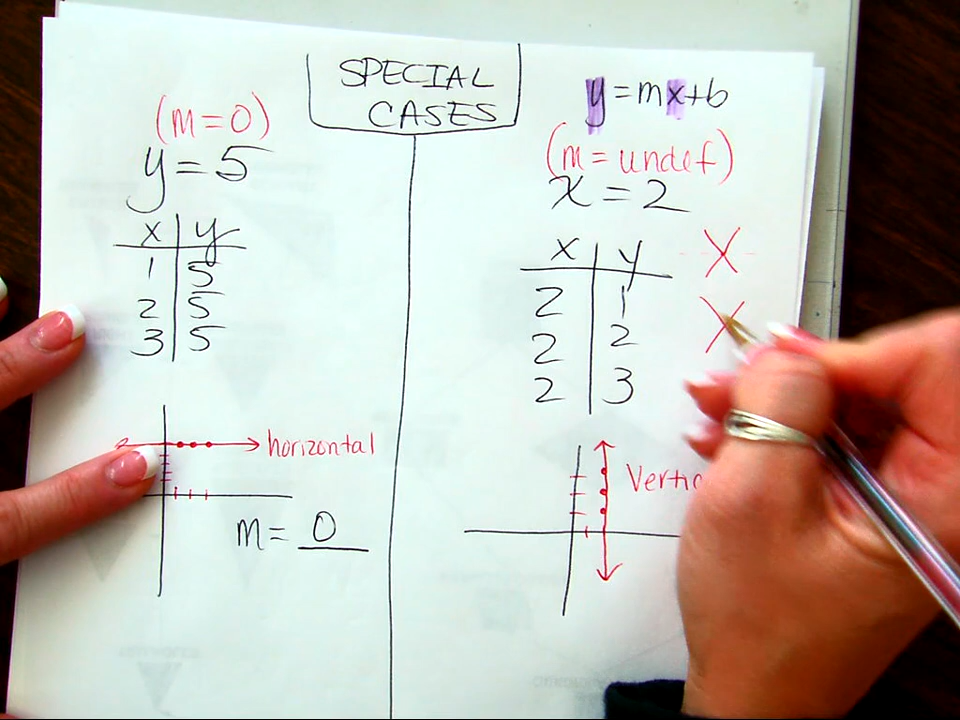 SPECIAL
CASES
(m=0)
y=5
x y
1 5
2 5
3 5
horizontal
m= 0
y=mx+b
(m=undef)
x=2
x y X
2 1 X
2 2
2 3